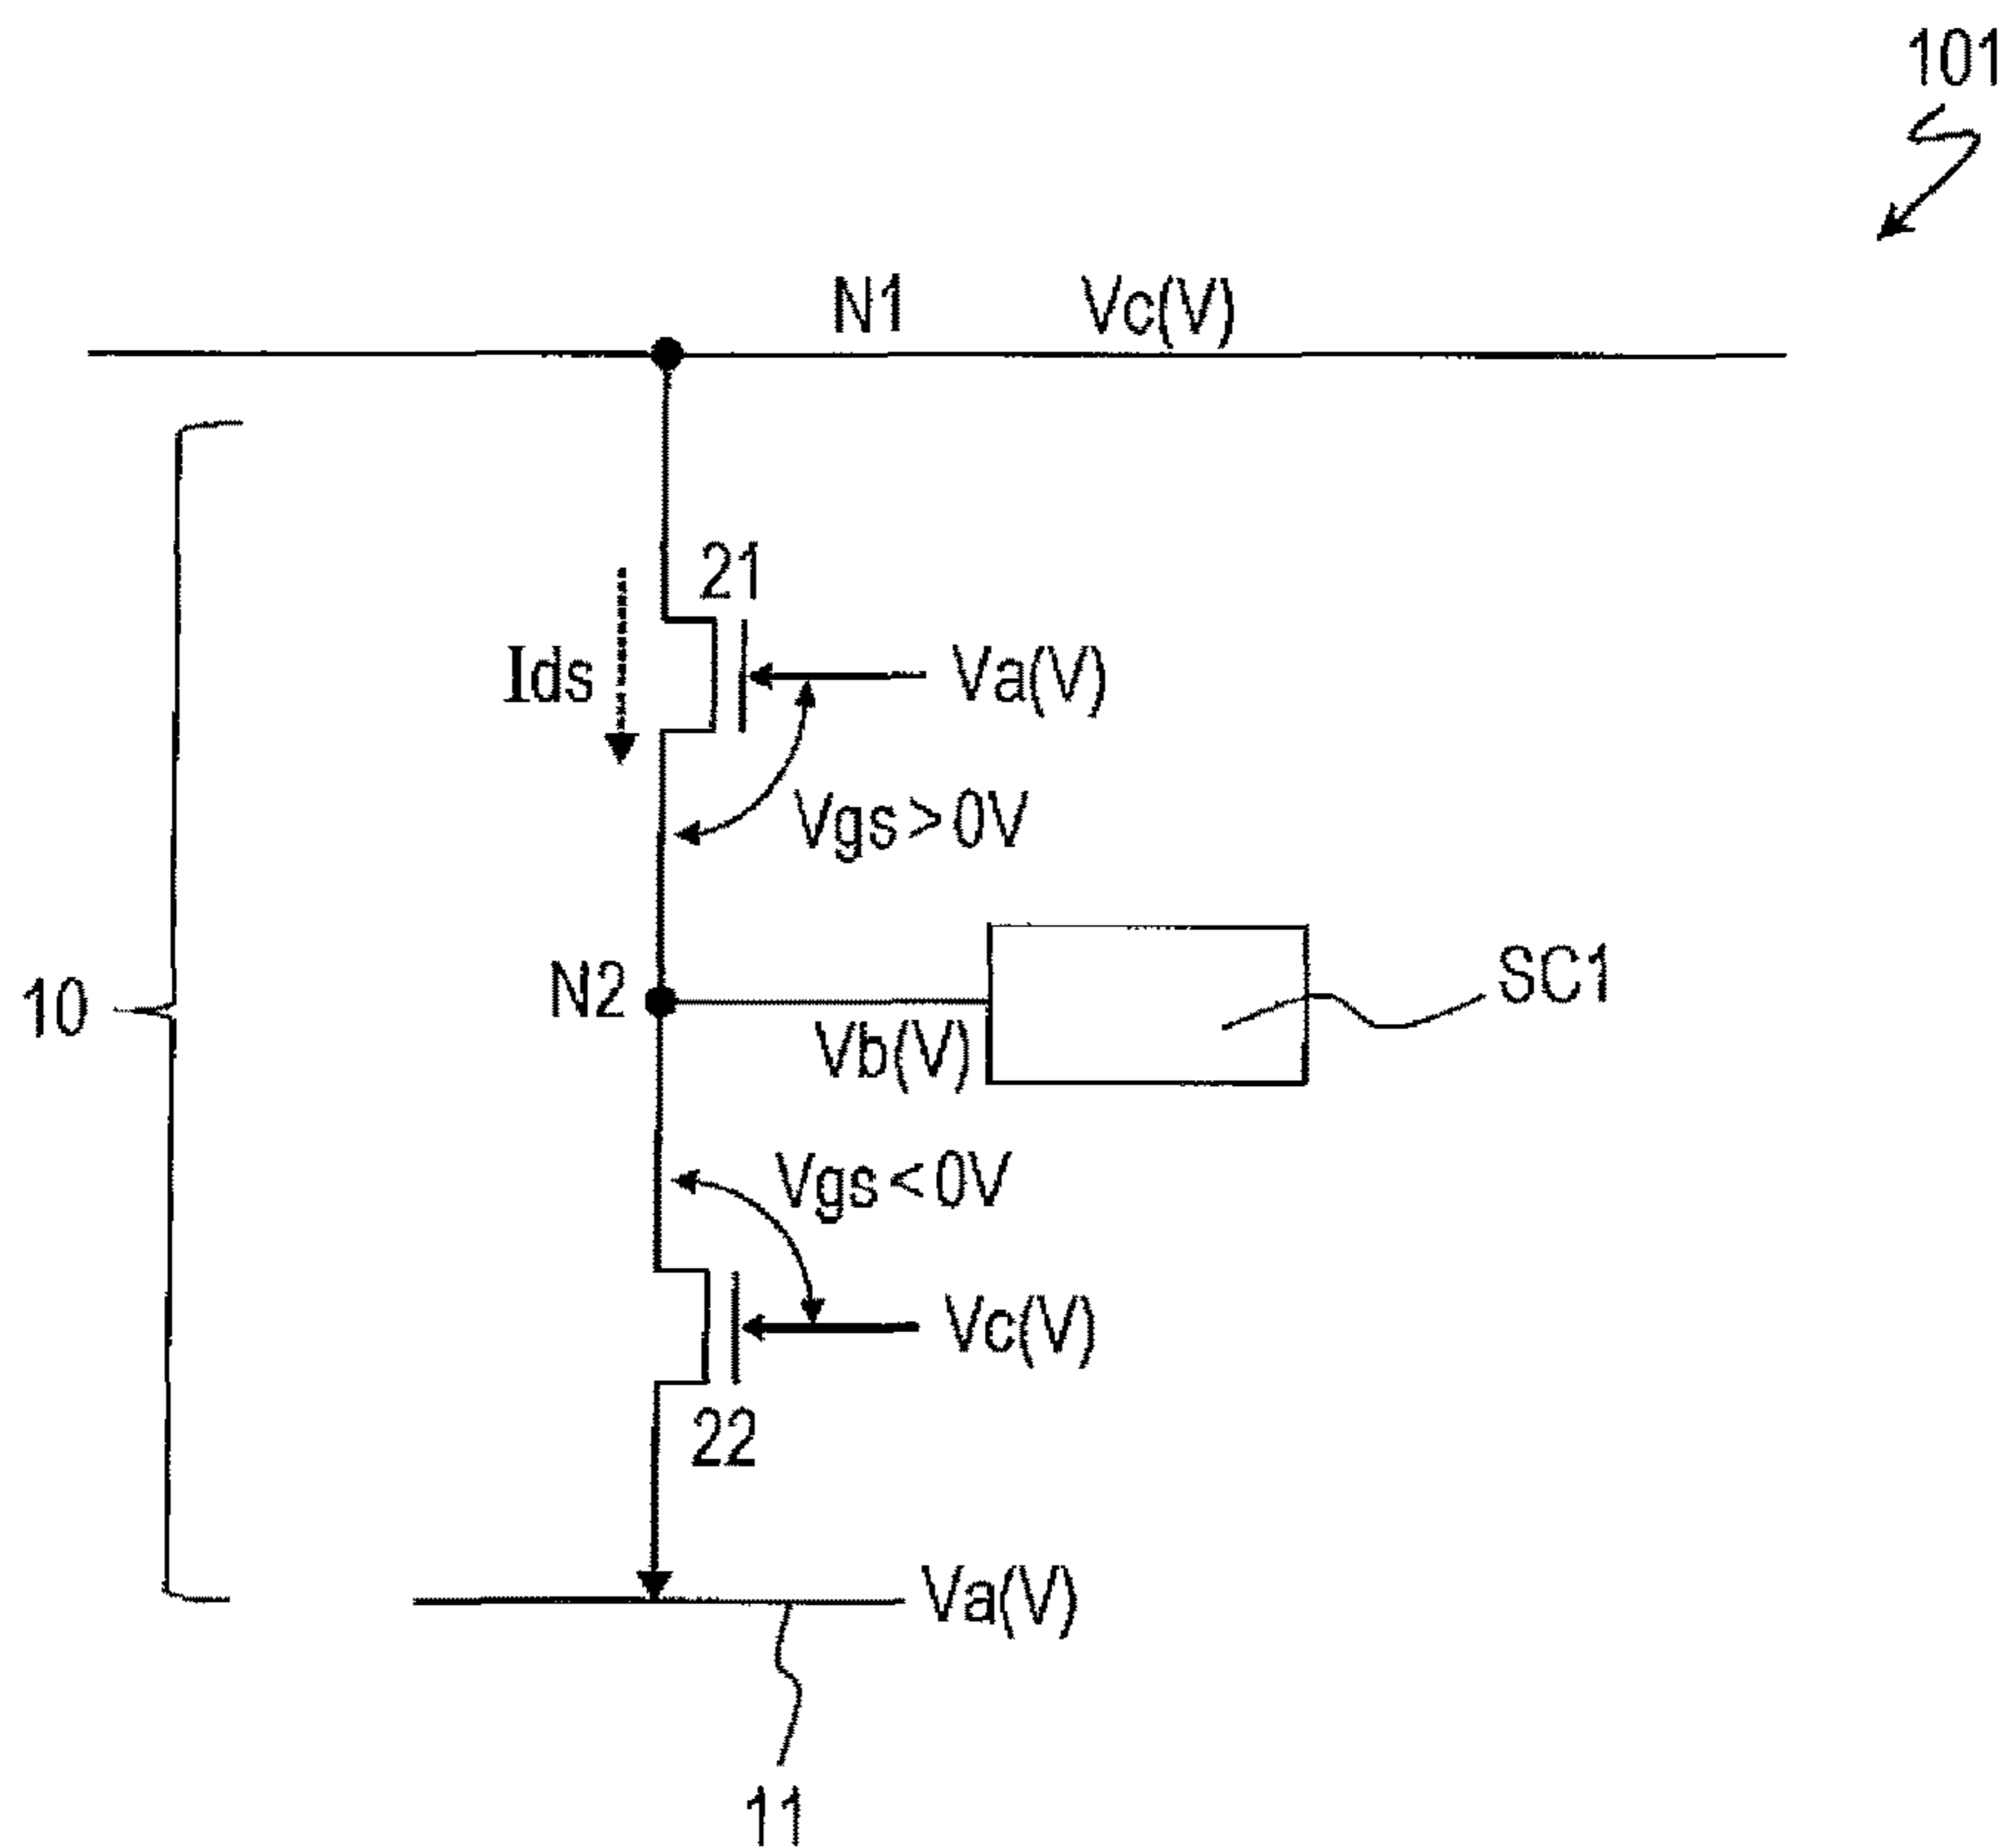 101
N1
Vc(V)
21
Ids
Va(V)
Vgs>0V
10
N2
SC1
Vb(V)
Vgs<0V
Vc(V)
22
Va(V)
11